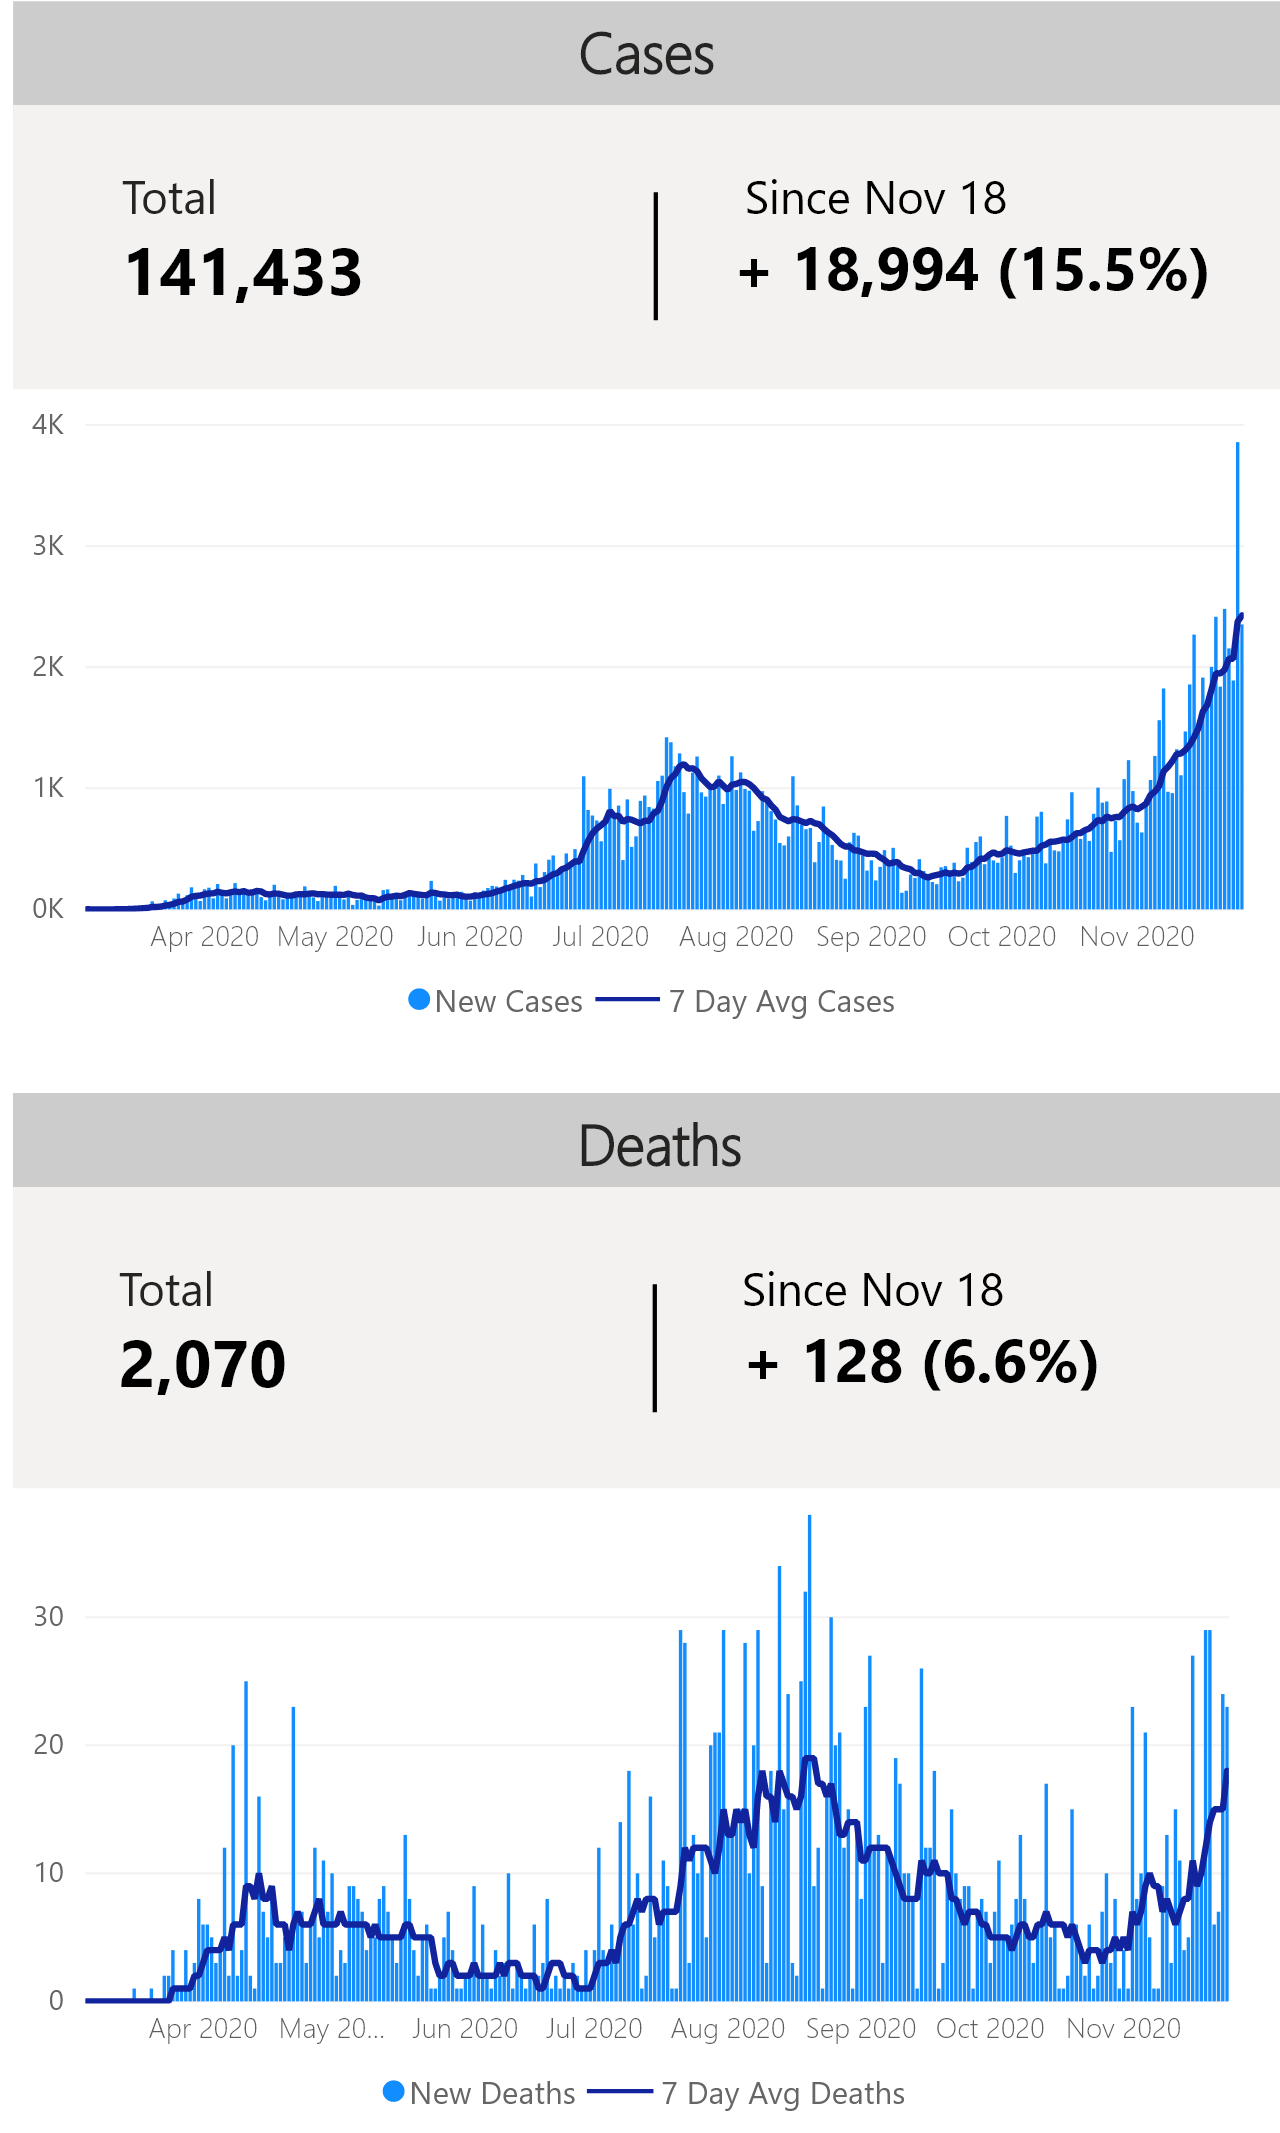 Cases
Total
141,433
Since Nov 18
+ 18,994 (15.5%)
4K
3K
2K
1K
0K
Apr 2020 May 2020 Jun 2020 Jul 2020 Aug 2020 Sep 2020 Oct 2020 Nov 2020
New Cases 7 Day Avg Cases
Deaths
Total
2,070
Since Nov 18
+ 128 (6.6%)
30
20
10
0
Apr 2020 May 20... Jun 2020 Jul 2020 Aug 2020 Sep 2020 Oct 2020 Nov 2020
New Deaths 7 Day Avg Deaths